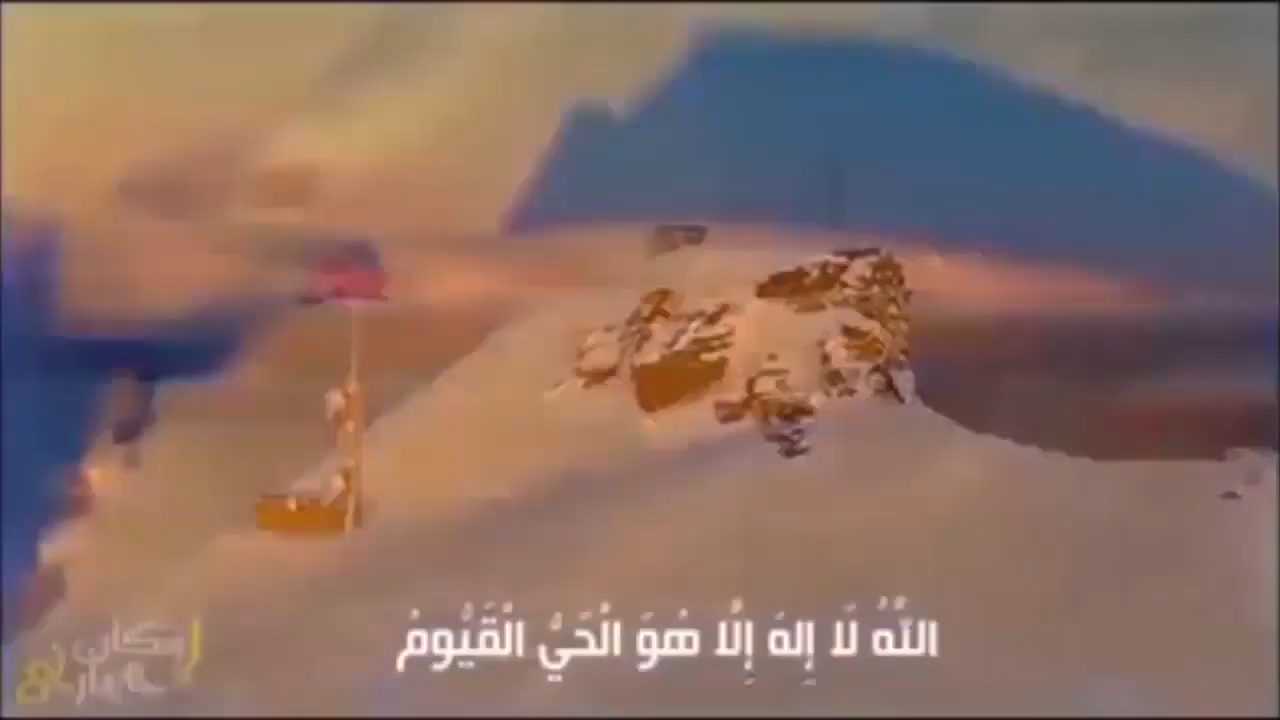 اللَّهُ لَا إِلَهَ إِلَّا هُوَ الْحَيُّ الْقَيُّومُ